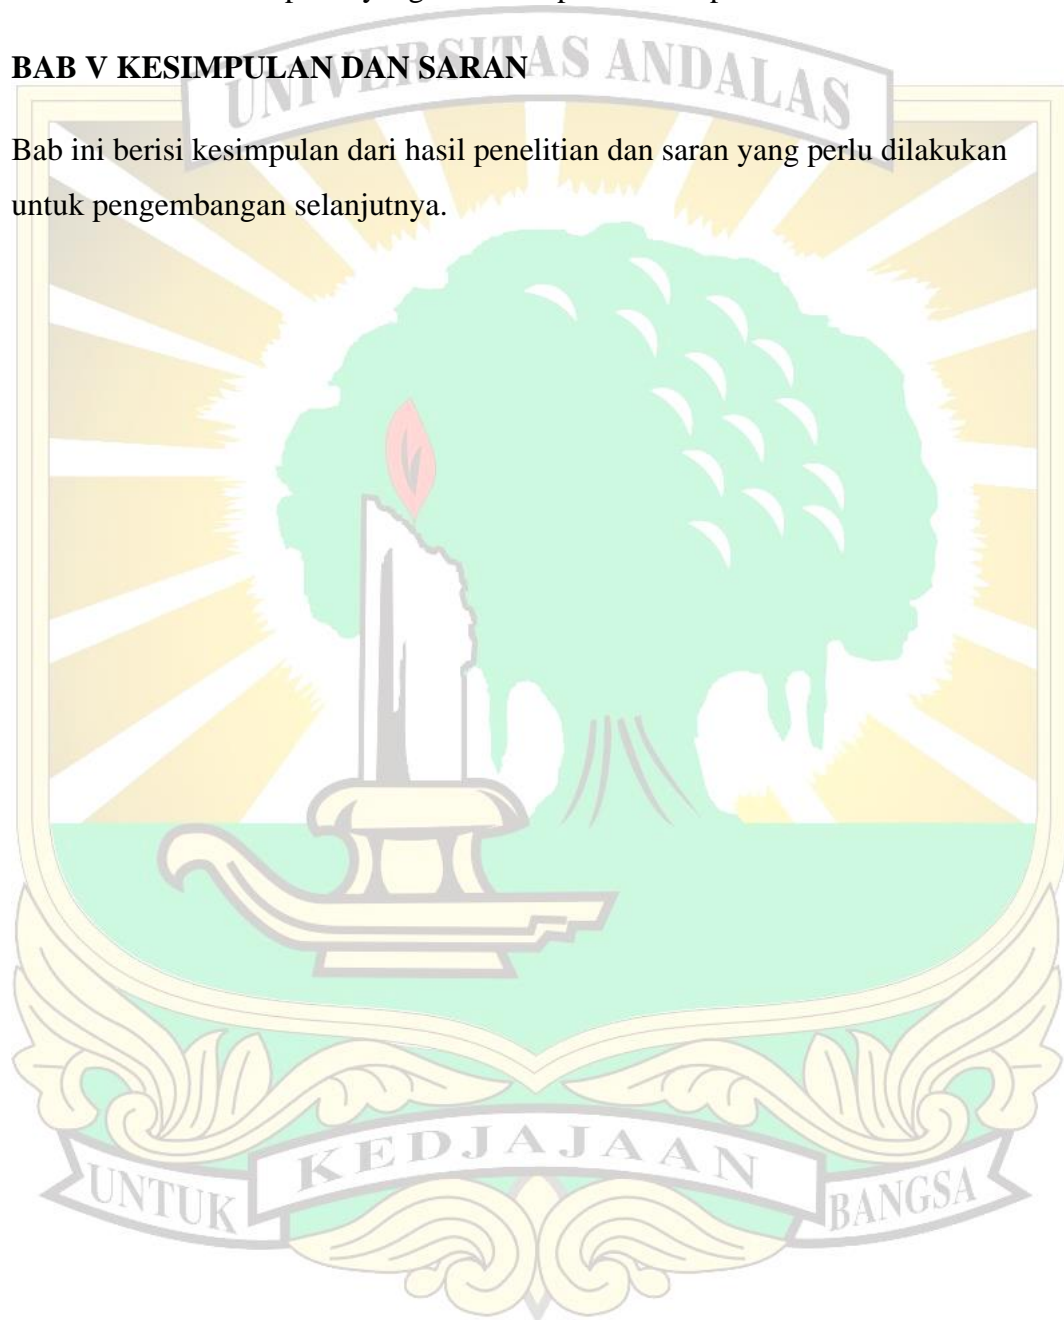 yang
BAB V KESIMPULAN DAN SARAN
UNIVERSITAS ANDALAS
Bab ini berisi kesimpulan dari hasil penelitian dan saran yang perlu dilakukan
untuk pengembangan selanjutnya.
UNTUK KEDJAJAAN BANGSA